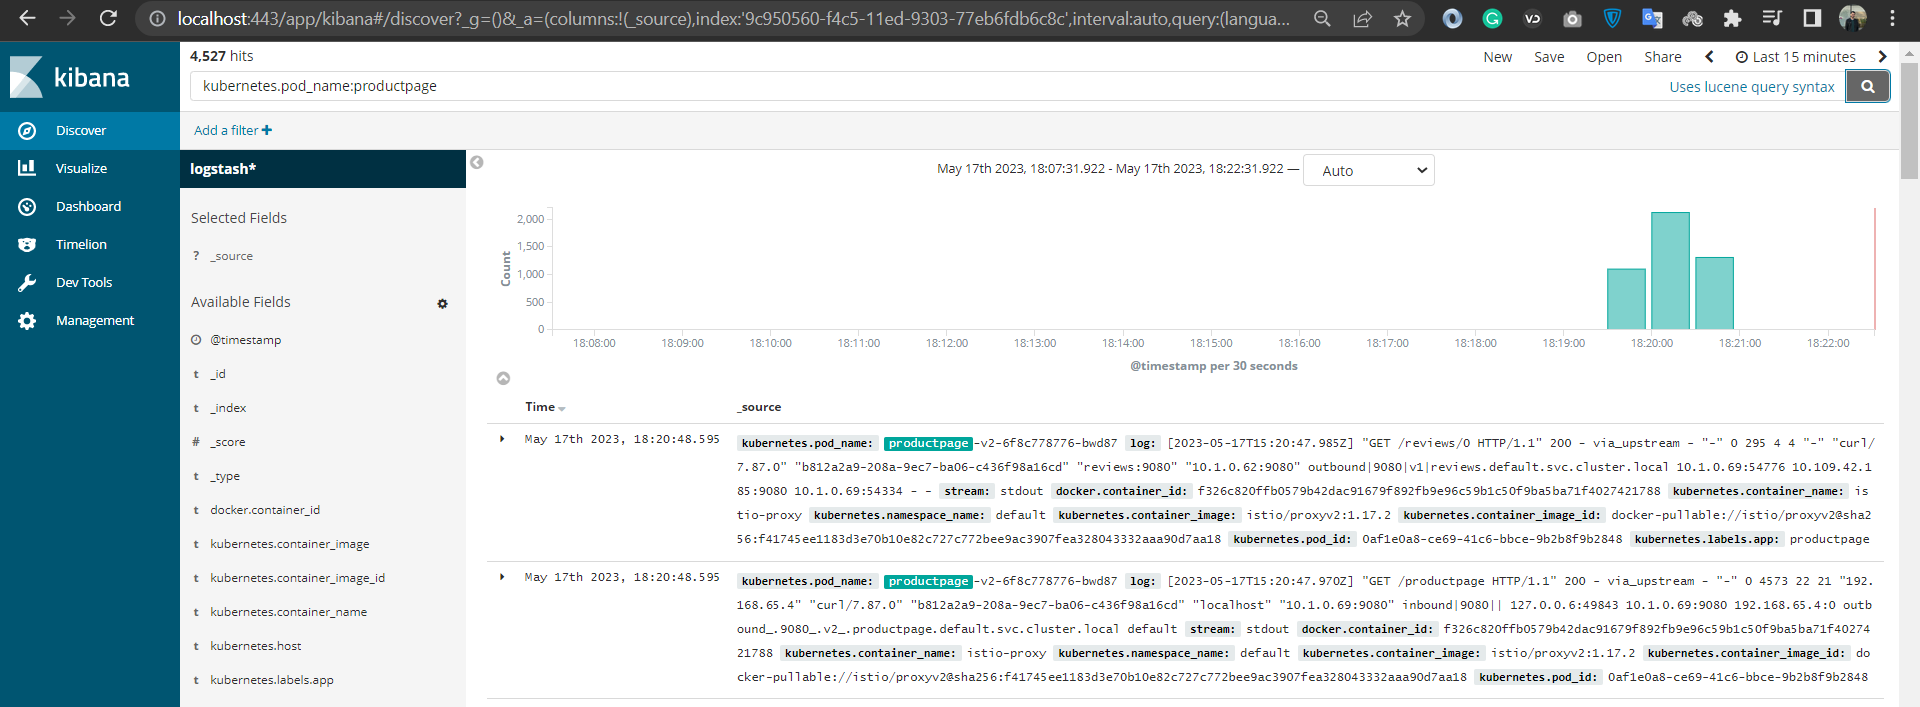 localhost:443/app/kibana#/discover?_g=()&_a=(columns:!(_source),index:'9c950560-f4c5-11ed-9303-77eb6fdb6c8c',interval:auto,query:(langua...
kibana
Discover
Visualize
Dashboard
Timelion
Dev Tools
Management
4,527 hits
New Save Open Share Last 15 minutes
kubernetes.pod_name:productpage
Uses lucene query syntax
Add a filter +
logstash*
Selected Fields
? _source
Available Fields
@timestamp
t _id
t _index
# _score
t _type
t docker.container_id
t kubernetes.container_image
t kubernetes.container_image_id
t kubernetes.container_name
t kubernetes.host
t kubernetes.labels.app
May 17th 2023, 18:07:31.922 - May 17th 2023, 18:22:31.922 — Auto
Count
2,000
1,500
1,000
500
0
18:08:00 18:09:00 18:10:00 18:11:00 18:12:00 18:13:00 18:14:00 18:15:00 18:16:00 18:17:00 18:18:00 18:19:00 18:20:00 18:21:00 18:22:00
@timestamp per 30 seconds
Time _source
May 17th 2023, 18:20:48.595
kubernetes.pod_name: productpage-v2-6f8c778776-bwd87 log: [2023-05-17T15:20:47.985Z] "GET /reviews/0 HTTP/1.1" 200 - via_upstream - "-" 0 295 4 4 "-" "curl/
7.87.0" "b812a2a9-208a-9ec7-ba06-c436f98a16cd" "reviews:9080" "10.1.0.62:9080" outbound|9080|v1|reviews.default.svc.cluster.local 10.1.0.69:54776 10.109.42.1
85:9080 10.1.0.69:54334 - - stream: stdout docker.container_id: f326c820ffb0579b42dac91679f892fb9e96c59b1c50f9ba5ba71f4027421788 kubernetes.container_name: is
tio-proxy kubernetes.namespace_name: default kubernetes.container_image: istio/proxyv2:1.17.2 kubernetes.container_image_id: docker-pullable://istio/proxyv2@sha2
56:f41745ee1183d3e70b10e82c727c772bee9ac3907fea328043332aaa90d7aa18 kubernetes.pod_id: 0af1e0a8-ce69-41c6-bbce-9b2b8f9b2848 kubernetes.labels.app: productpage
May 17th 2023, 18:20:48.595
kubernetes.pod_name: productpage-v2-6f8c778776-bwd87 log: [2023-05-17T15:20:47.970Z] "GET /productpage HTTP/1.1" 200 - via_upstream - "-" 0 4573 22 21 "192.
168.65.4" "curl/7.87.0" "b812a2a9-208a-9ec7-ba06-c436f98a16cd" "localhost" "10.1.0.69:9080" inbound|9080|| 127.0.0.6:49843 10.1.0.69:9080 192.168.65.4:0 outb
ound_.9080_.v2_.productpage.default.svc.cluster.local default stream: stdout docker.container_id: f326c820ffb0579b42dac91679f892fb9e96c59b1c50f9ba5ba71f40274
21788 kubernetes.container_name: istio-proxy kubernetes.namespace_name: default kubernetes.container_image: istio/proxyv2:1.17.2 kubernetes.container_image_id: do
cker-pullable://istio/proxyv2@sha256:f41745ee1183d3e70b10e82c727c772bee9ac3907fea328043332aaa90d7aa18 kubernetes.pod_id: 0af1e0a8-ce69-41c6-bbce-9b2b8f9b2848